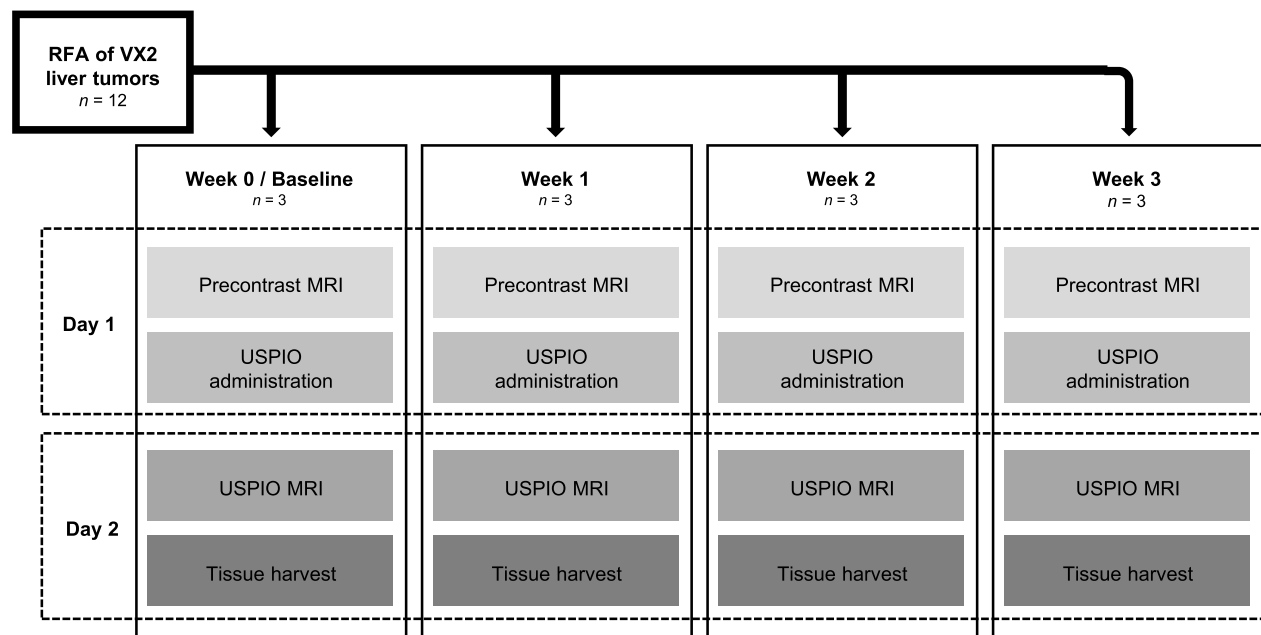 RFA of VX2
liver tumors
n = 12
Week 0 / Baseline
n = 3
Week 1
n = 3
Week 2
n = 3
Week 3
n = 3
Day 1
Precontrast MRI
Precontrast MRI
Precontrast MRI
Precontrast MRI
USPIO
administration
USPIO
administration
USPIO
administration
USPIO
administration
Day 2
USPIO MRI
USPIO MRI
USPIO MRI
USPIO MRI
Tissue harvest
Tissue harvest
Tissue harvest
Tissue harvest